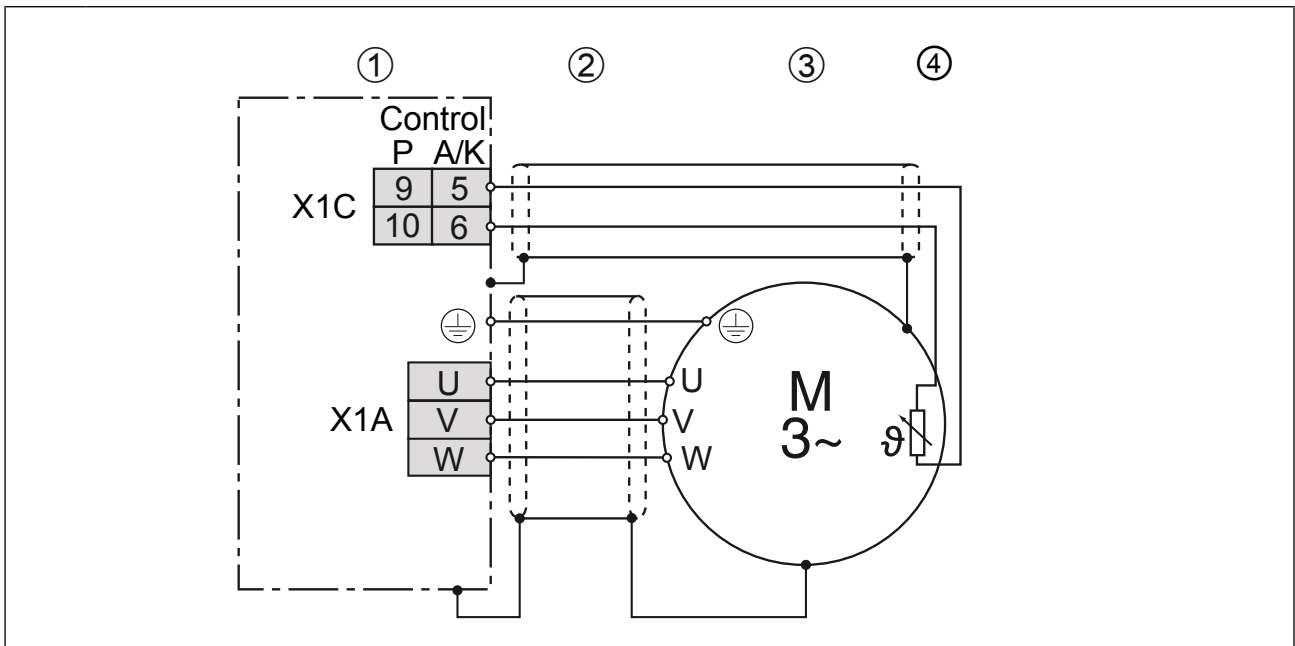 ① ② ③ ④
Control
P A/K
X1C 9 5
10 6
U U
X1A V V
W W
M
3~
ϑ